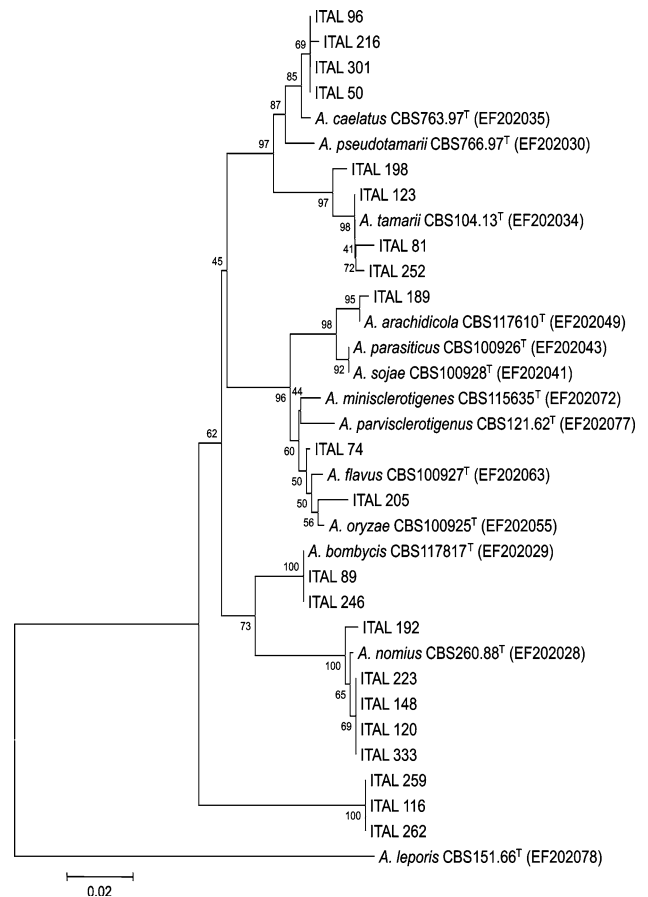 ITAL 96
69
ITAL 216
ITAL 301
85
ITAL 50
87
A. caelatus CBS763.97ᵀ (EF202035)
97
A. pseudotamarii CBS766.97ᵀ (EF202030)
ITAL 198
97
ITAL 123
98
A. tamarii CBS104.13ᵀ (EF202034)
41
ITAL 81
72
ITAL 252
45
95
ITAL 189
98
A. arachidicola CBS117610ᵀ (EF202049)
A. parasiticus CBS100926ᵀ (EF202043)
92
A. sojae CBS100928ᵀ (EF202041)
96
44
A. minisclerotigenes CBS115635ᵀ (EF202072)
A. parvisclerotigenus CBS121.62ᵀ (EF202077)
62
60
ITAL 74
50
A. flavus CBS100927ᵀ (EF202063)
50
ITAL 205
56
A. oryzae CBS100925ᵀ (EF202055)
A. bombycis CBS117817ᵀ (EF202029)
100
ITAL 89
ITAL 246
73
ITAL 192
100
A. nomius CBS260.88ᵀ (EF202028)
65
ITAL 223
ITAL 148
69
ITAL 120
ITAL 333
ITAL 259
100
ITAL 116
ITAL 262
A. leporis CBS151.66ᵀ (EF202078)
0.02